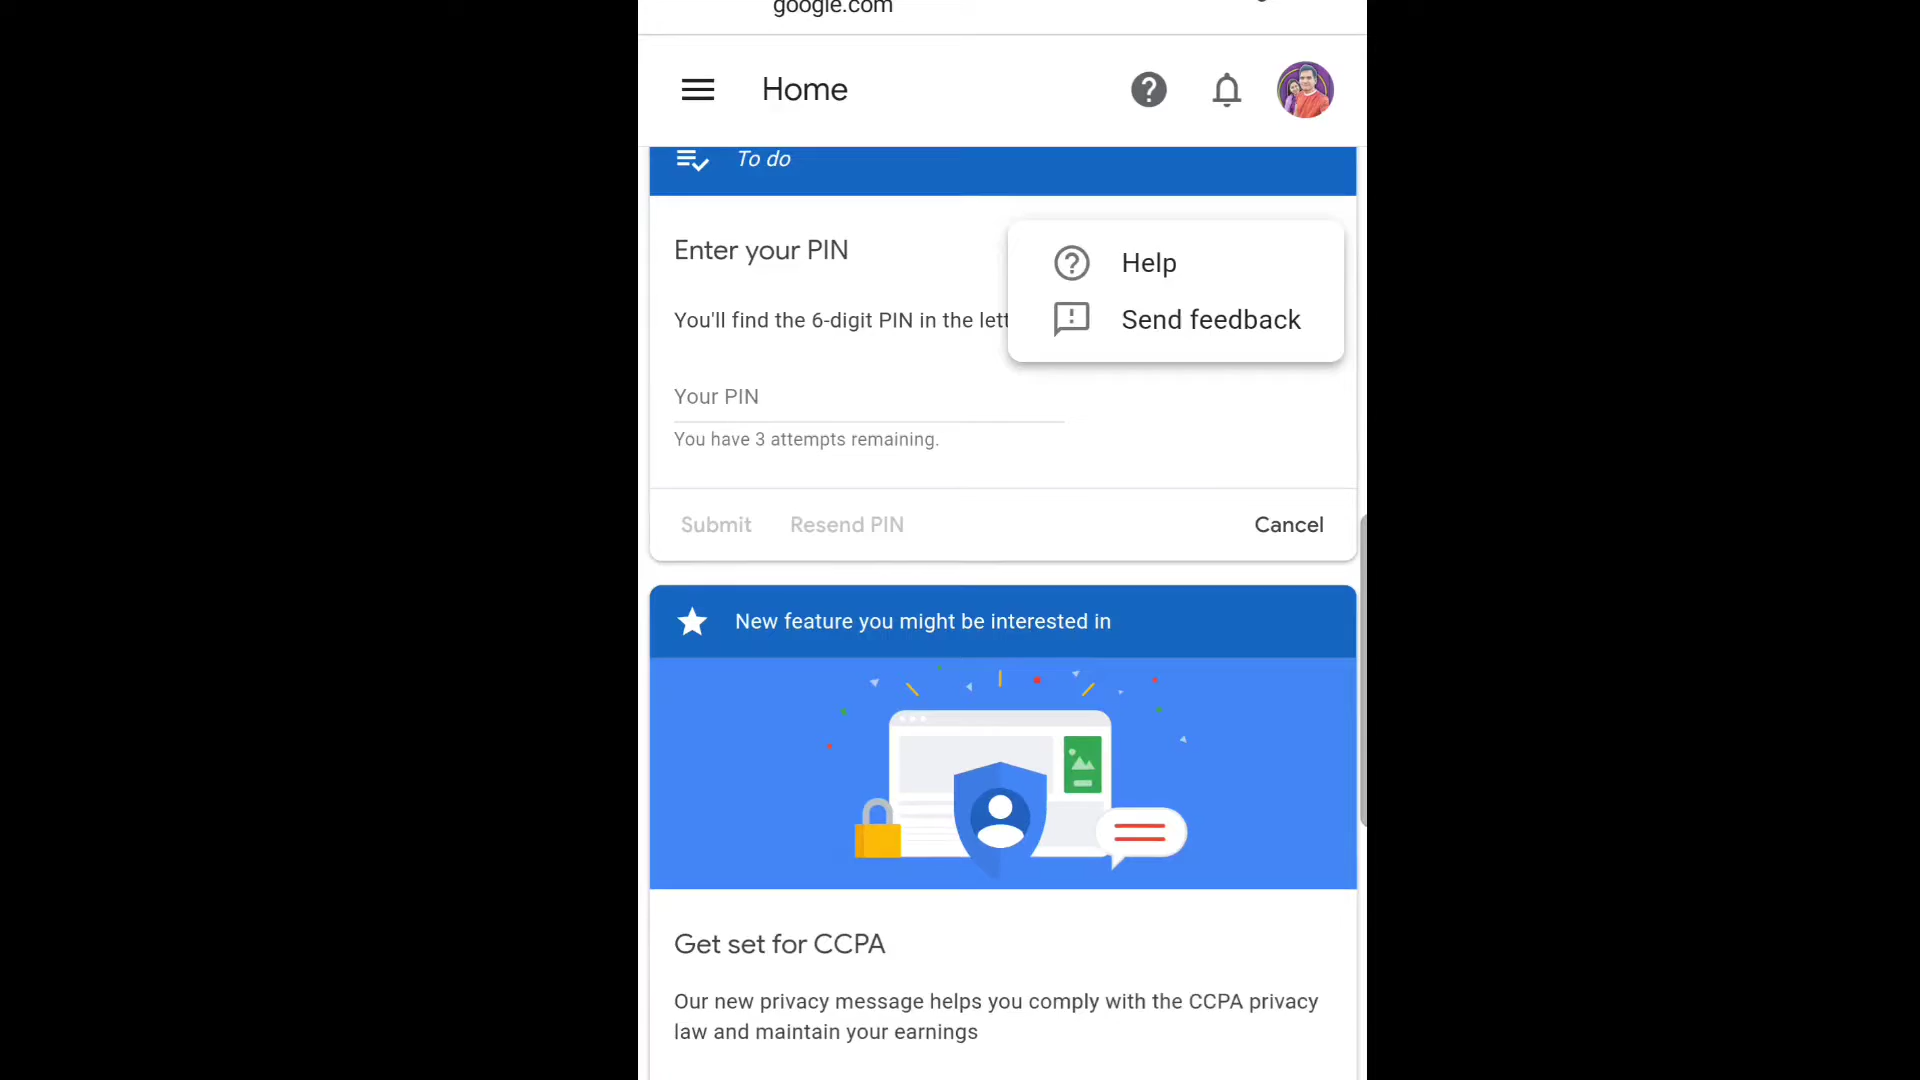 google.com
Home
To do
Enter your PIN
Help
You'll find the 6-digit PIN in the
Send feedback
Your PIN
You have 3 attempts remaining.
Submit Resend PIN Cancel
New feature you might be interested in
Get set for CCPA
Our new privacy message helps you comply with the CCPA privacy
law and maintain your earnings